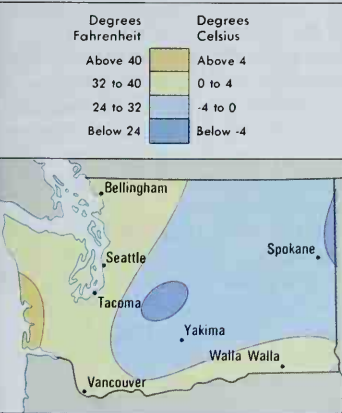 Degrees Fahrenheit
Degrees Celsius
Above 40 Above 4
32 to 40 0 to 4
24 to 32 -4 to 0
Below 24 Below -4
Bellingham
Seattle
Spokane
Tacoma
Yakima
Walla Walla
Vancouver